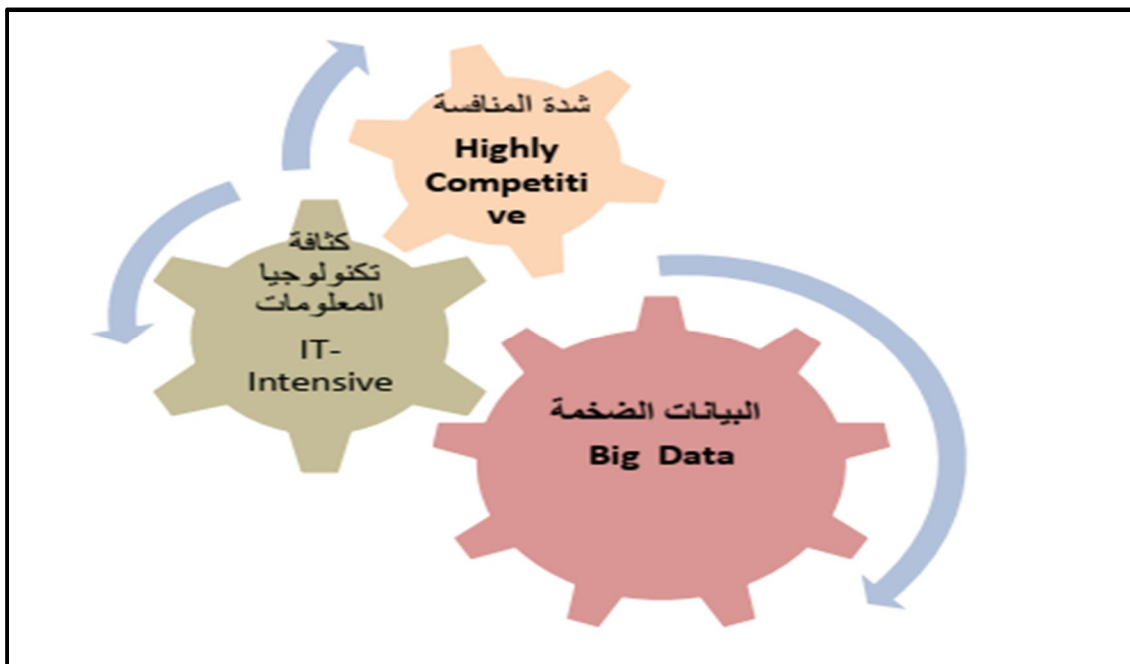 شدة المنافسة
Highly
Competiti
ve
كثافة
تكنولوجيا
المعلومات
IT-
Intensive
البيانات الضخمة
Big Data